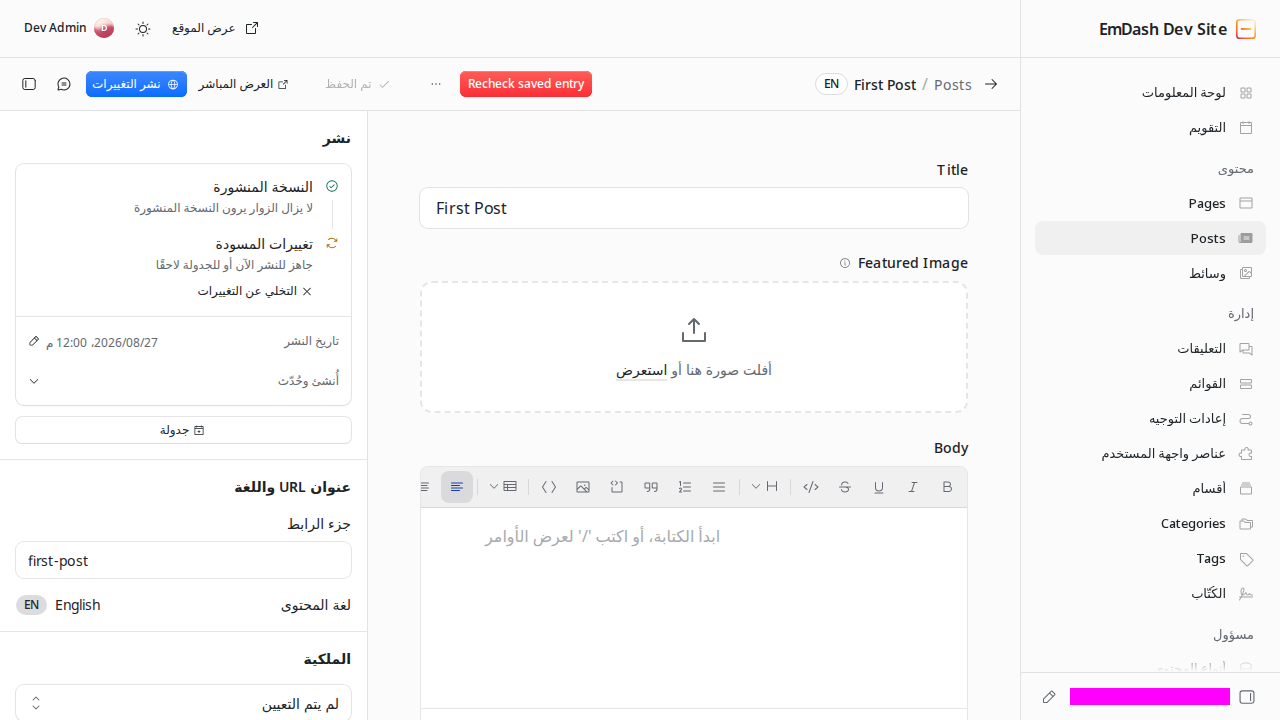 EmDash Dev Site
عرض الموقع
Dev Admin
D
لوحة المعلومات
التقويم
محتوى
Pages
Posts
وسائط
إدارة
التعليقات
القوائم
إعادات التوجيه
عناصر واجهة المستخدم
أقسام
Categories
Tags
الكُتّاب
مسؤول
أنواع المحتوى
Posts / First Post EN
Recheck saved entry
تم الحفظ
العرض المباشر
نشر التغييرات
Title
First Post
Featured Image
أفلت صورة هنا أو استعرض
Body
ابدأ الكتابة، أو اكتب '/' لعرض الأوامر
نشر
النسخة المنشورة
لا يزال الزوار يرون النسخة المنشورة
تغييرات المسودة
جاهز للنشر الآن أو للجدولة لاحقًا
التخلي عن التغييرات
تاريخ النشر
2026/08/27، 12:00 م
أُنشئ وحُدّث
جدولة
عنوان URL واللغة
جزء الرابط
first-post
لغة المحتوى
English EN
الملكية
لم يتم التعيين